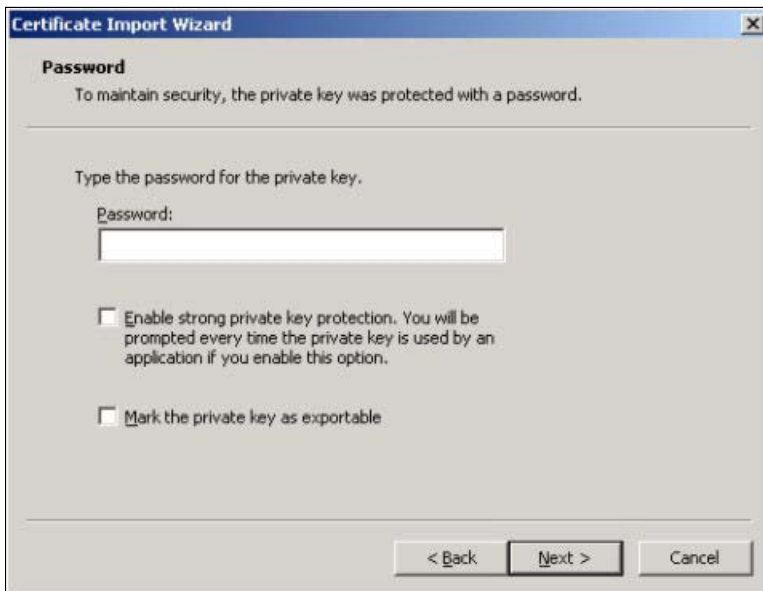 Certificate Import Wizard
Password
To maintain security, the private key was protected with a password.
Type the password for the private key.
Password:
Enable strong private key protection. You will be
prompted every time the private key is used by an
application if you enable this option.
Mark the private key as exportable
< Back
Next >
Cancel